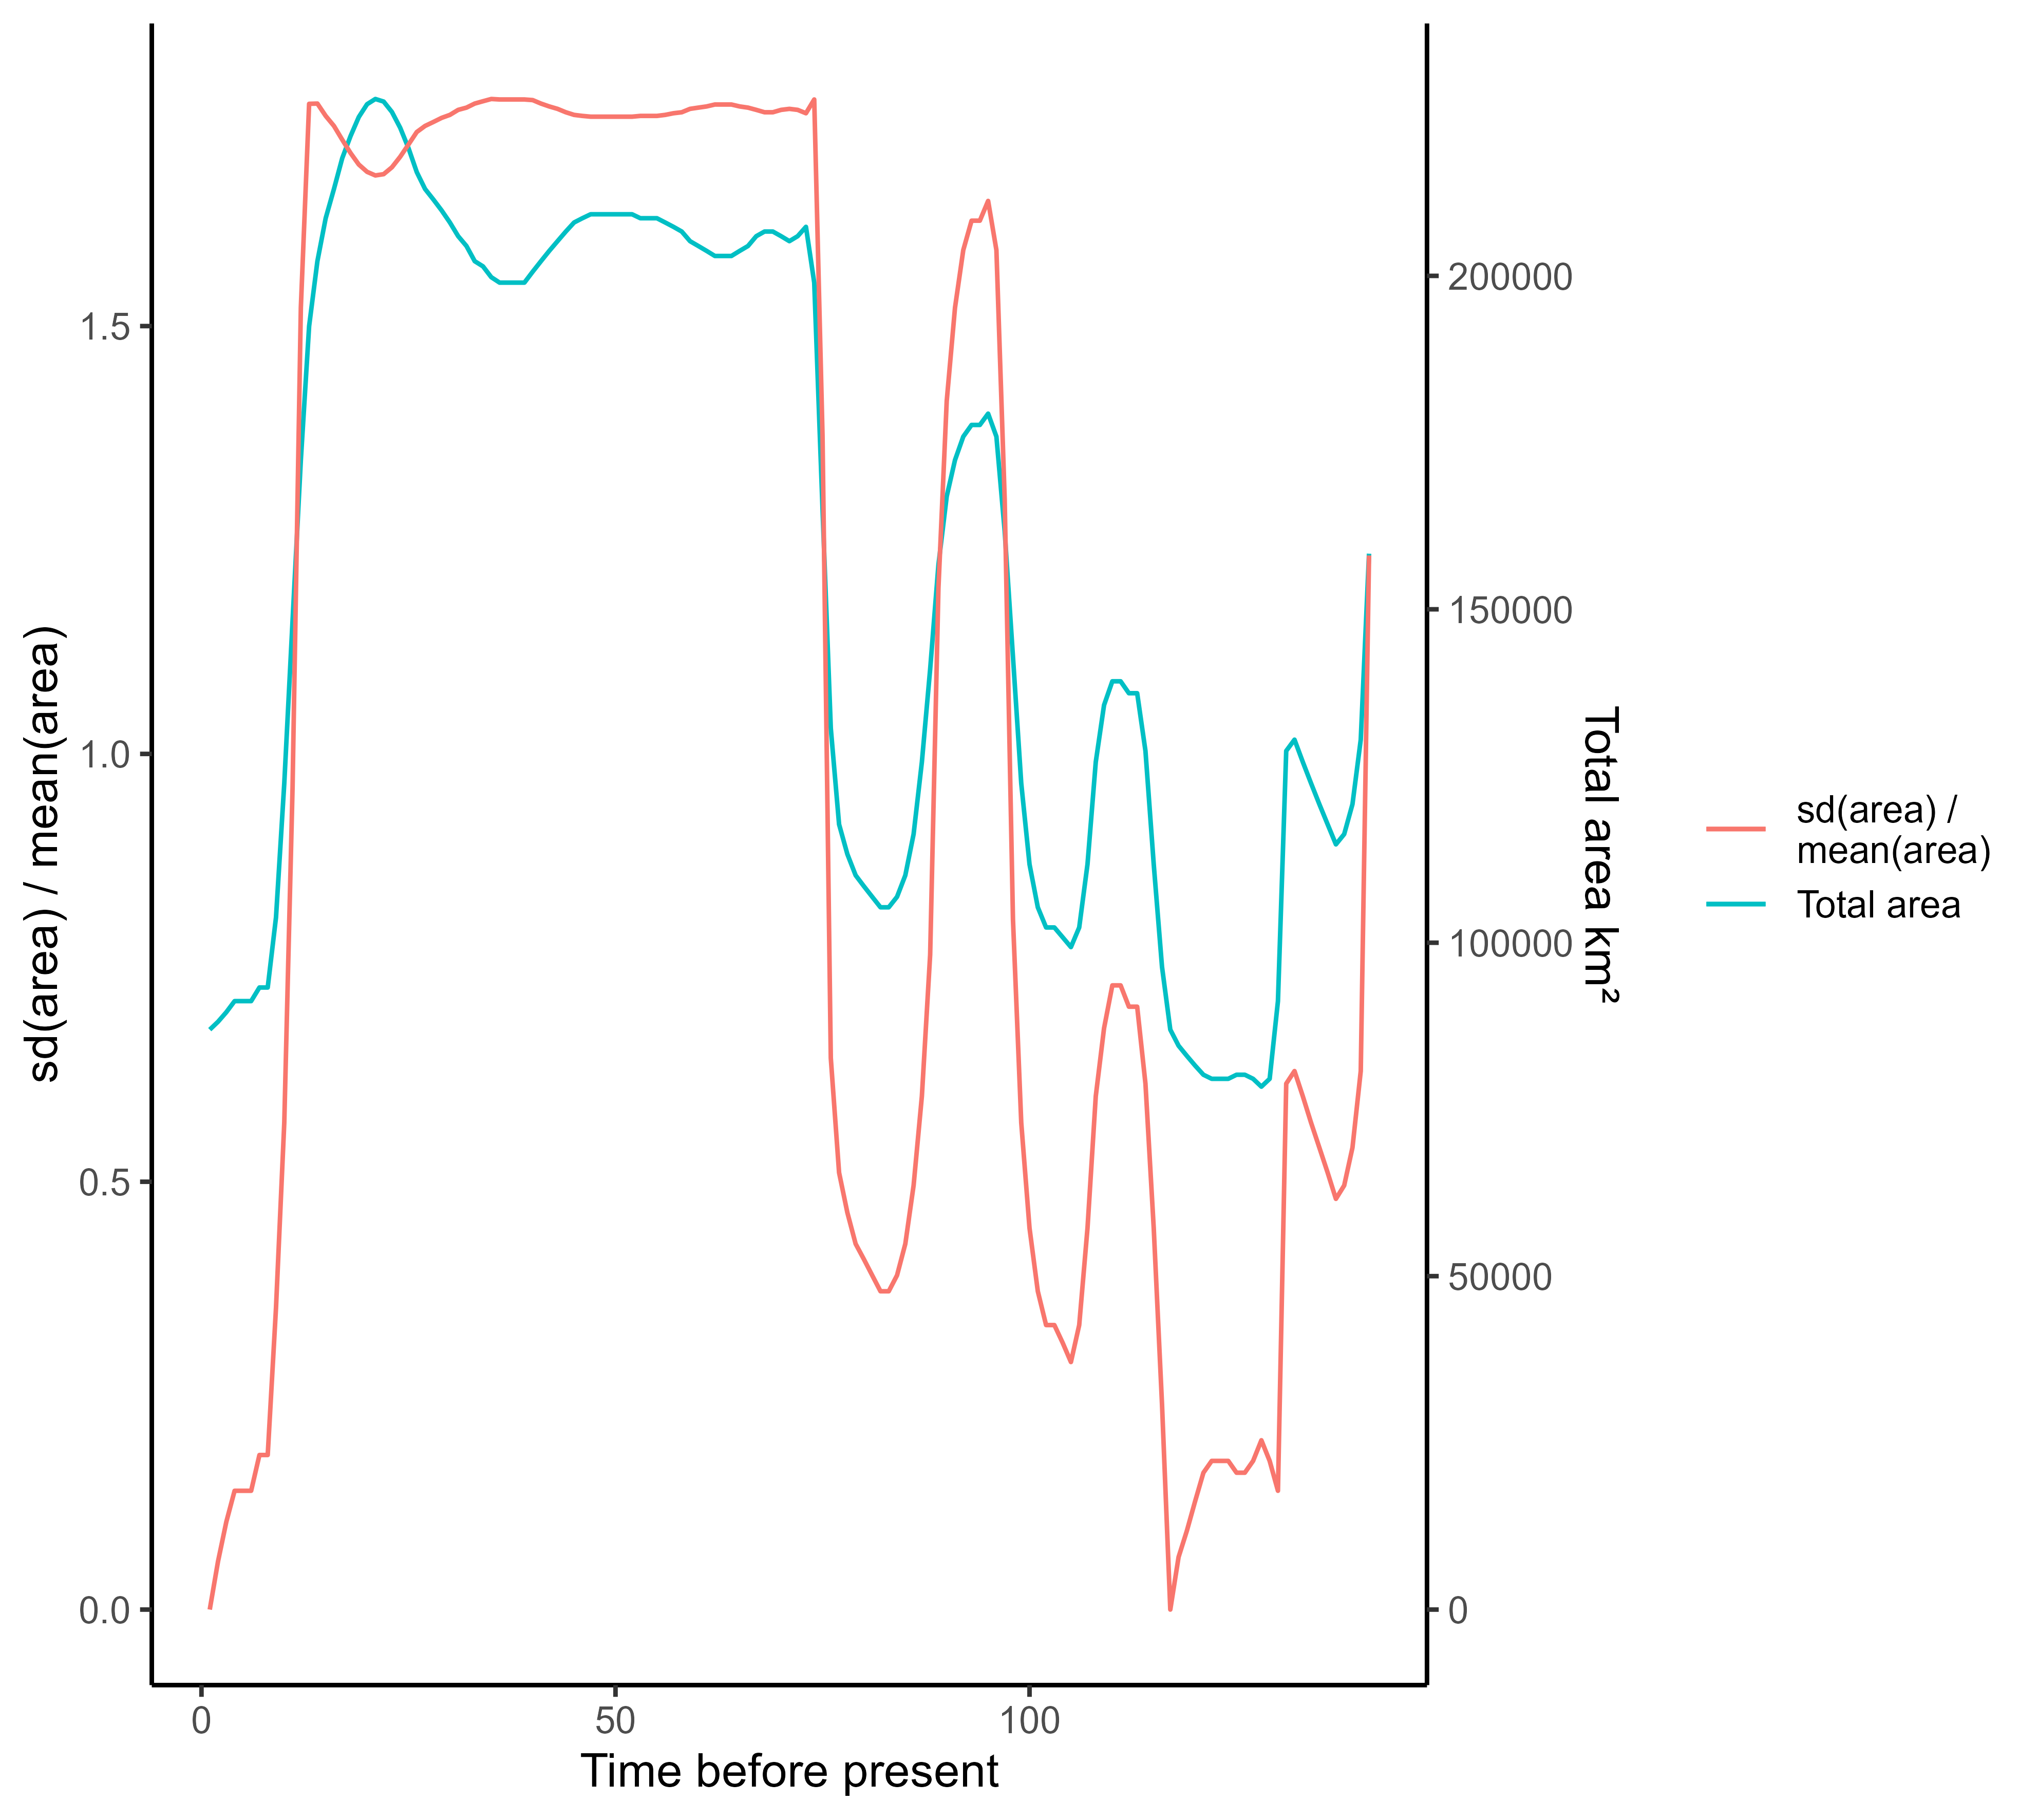 sd(area) / mean(area)
1.5
1.0
0.5
0.0
0
50
100
Time before present
200000
150000
100000
50000
0
Total area km²
sd(area) /
mean(area)
Total area